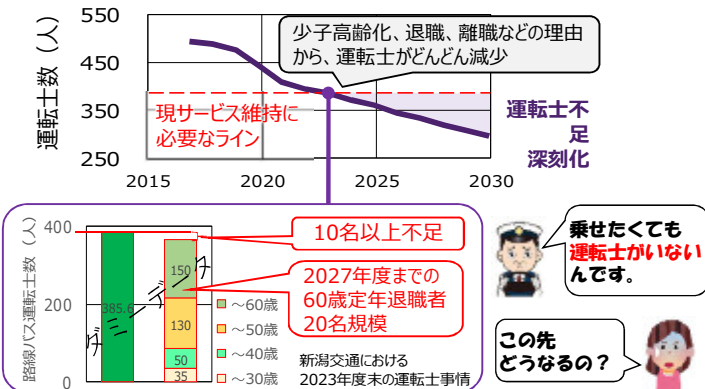 運転士数（人）
550
450
350
250
2015
2020
2025
2030
少子高齢化、退職、離職などの理由
から、運転士がどんどん減少
現サービス維持に
必要なライン
運転士不
足
深刻化
路線バス運転士数（人）
400
200
0
385.6
150
130
50
35
ダミーデータ
～60歳
～50歳
～40歳
～30歳
10名以上不足
2027年度までの
60歳定年退職者
20名規模
新潟交通における
2023年度末の運転士事情
乗せたくても
運転士がいない
んです。
この先
どうなるの？